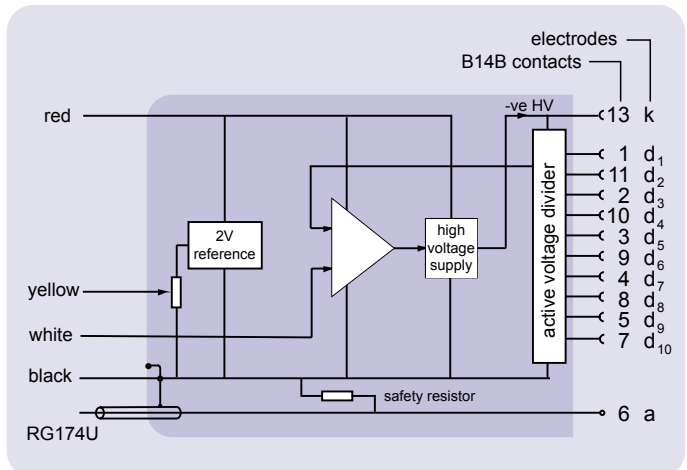 electrodes
B14B contacts
red
-ve HV
13 k
1 d1
11 d2
2 d3
10 d4
3 d5
9 d6
4 d7
8 d8
5 d9
7 d10
2V
reference
high
voltage
supply
active voltage divider
yellow
white
black
safety resistor
RG174U
6 a